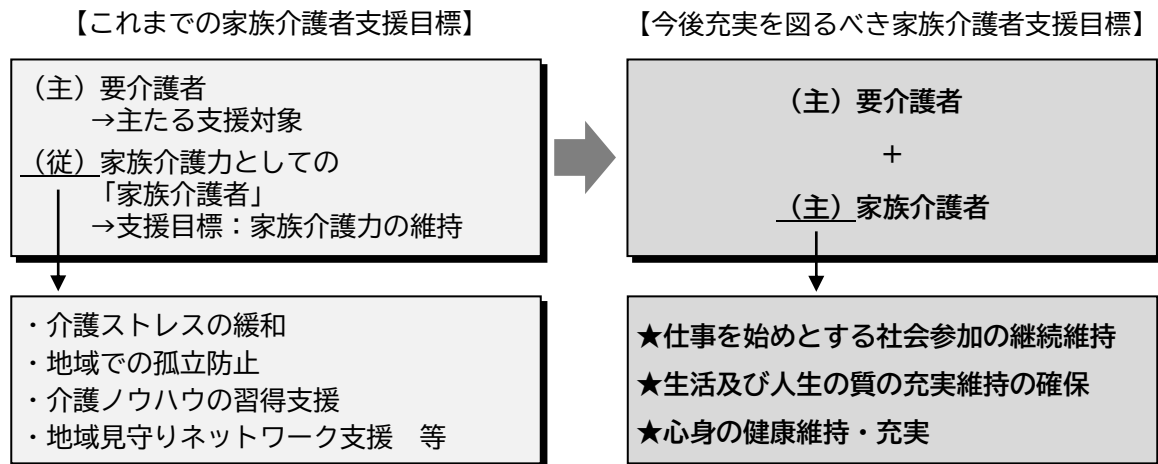 【これまでの家族介護者支援目標】
（主）要介護者
→主たる支援対象
（従）家族介護力としての
「家族介護者」
→支援目標：家族介護力の維持
・介護ストレスの緩和
・地域での孤立防止
・介護ノウハウの習得支援
・地域見守りネットワーク支援　等
【今後充実を図るべき家族介護者支援目標】
（主）要介護者
＋
（主）家族介護者
★仕事を始めとする社会参加の継続維持
★生活及び人生の質の充実維持の確保
★心身の健康維持・充実